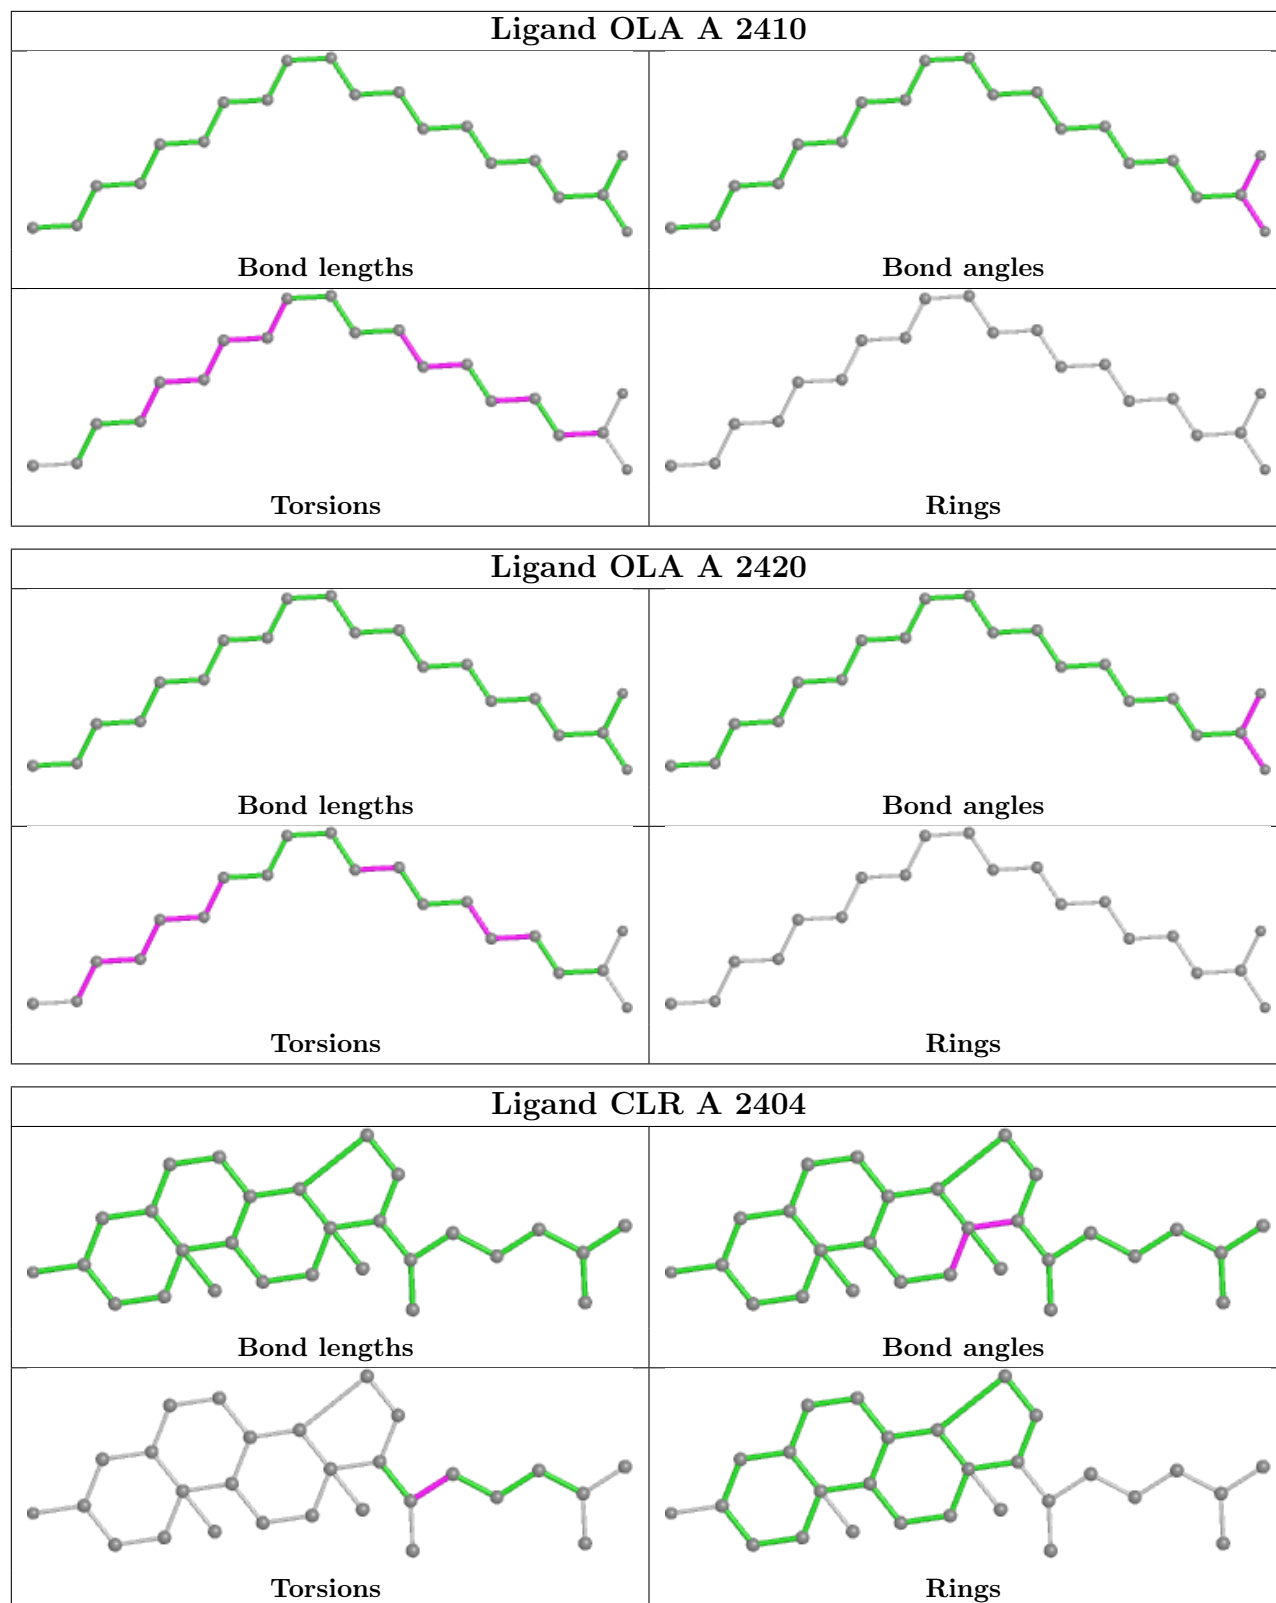 Ligand OLA A 2410
Bond lengths
Bond angles
Torsions
Rings
Ligand OLA A 2420
Bond lengths
Bond angles
Torsions
Rings
Ligand CLR A 2404
Bond lengths
Bond angles
Torsions
Rings